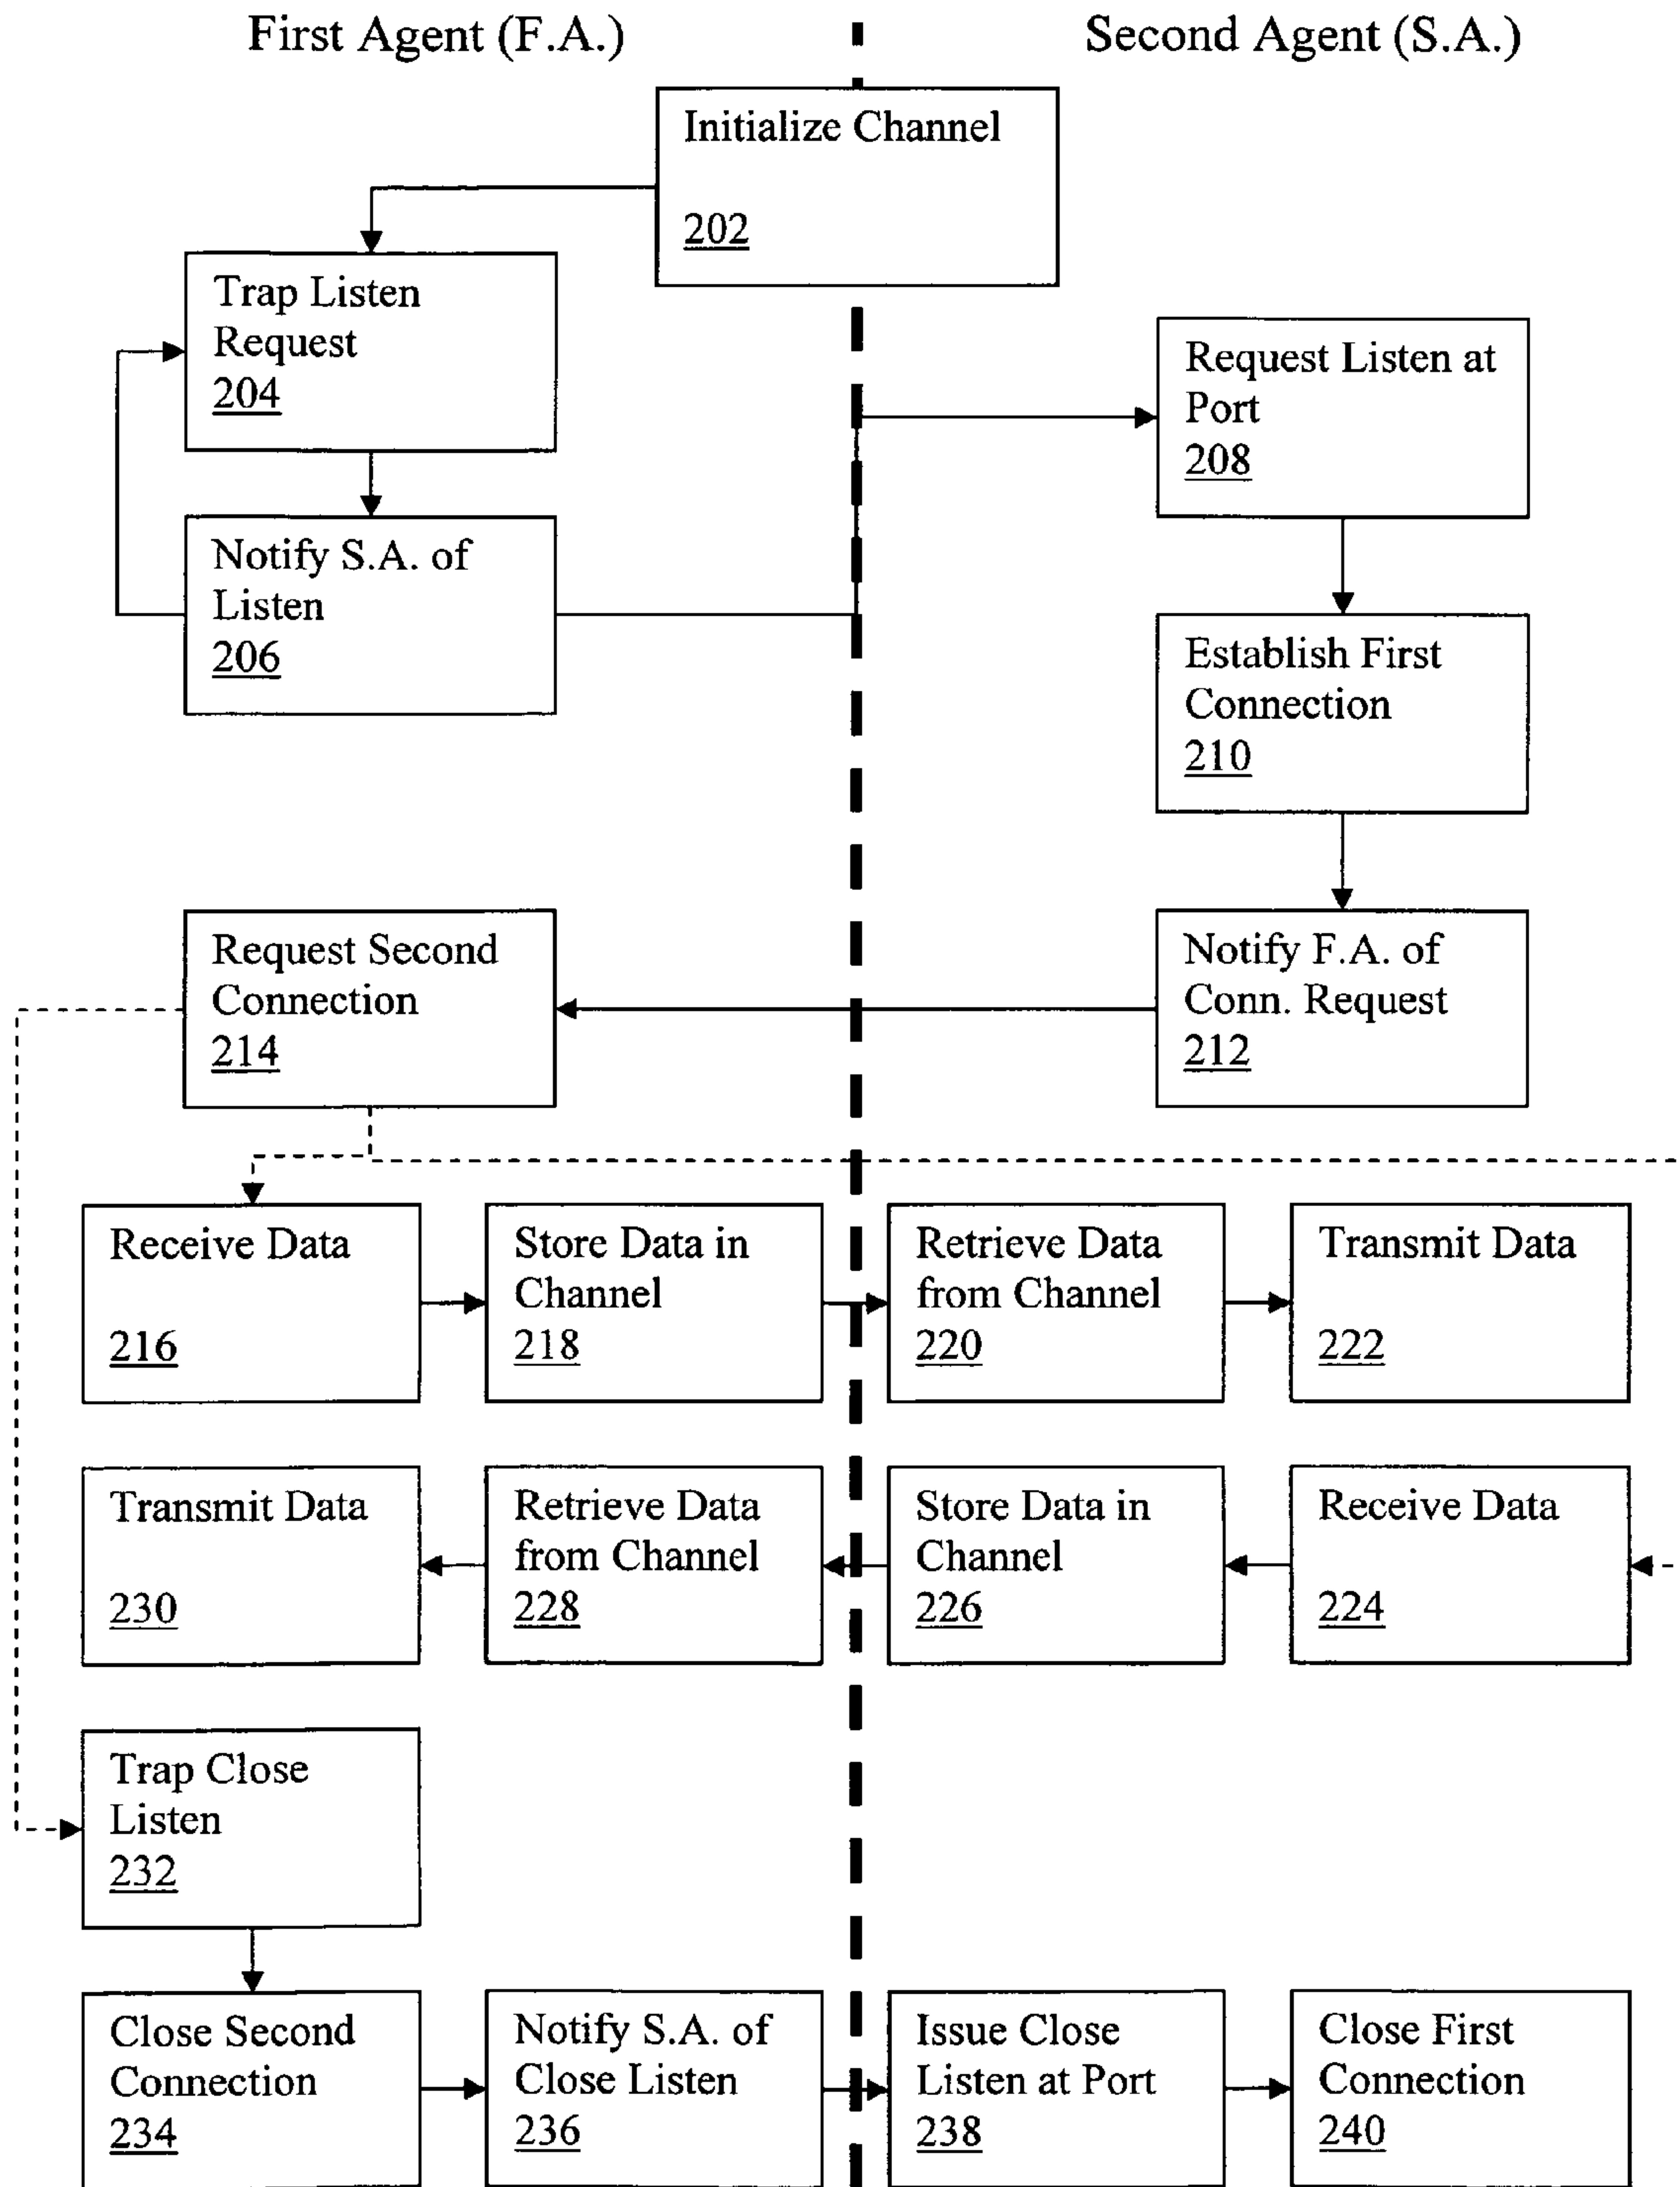 First Agent (F.A.)
Second Agent (S.A.)
Initialize Channel
202
Trap Listen
Request
204
Request Listen at
Port
208
Notify S.A. of
Listen
206
Establish First
Connection
210
Request Second
Connection
214
Notify F.A. of
Conn. Request
212
Receive Data
216
Store Data in
Channel
218
Retrieve Data
from Channel
220
Transmit Data
222
Transmit Data
230
Retrieve Data
from Channel
228
Store Data in
Channel
226
Receive Data
224
Trap Close
Listen
232
Close Second
Connection
234
Notify S.A. of
Close Listen
236
Issue Close
Listen at Port
238
Close First
Connection
240